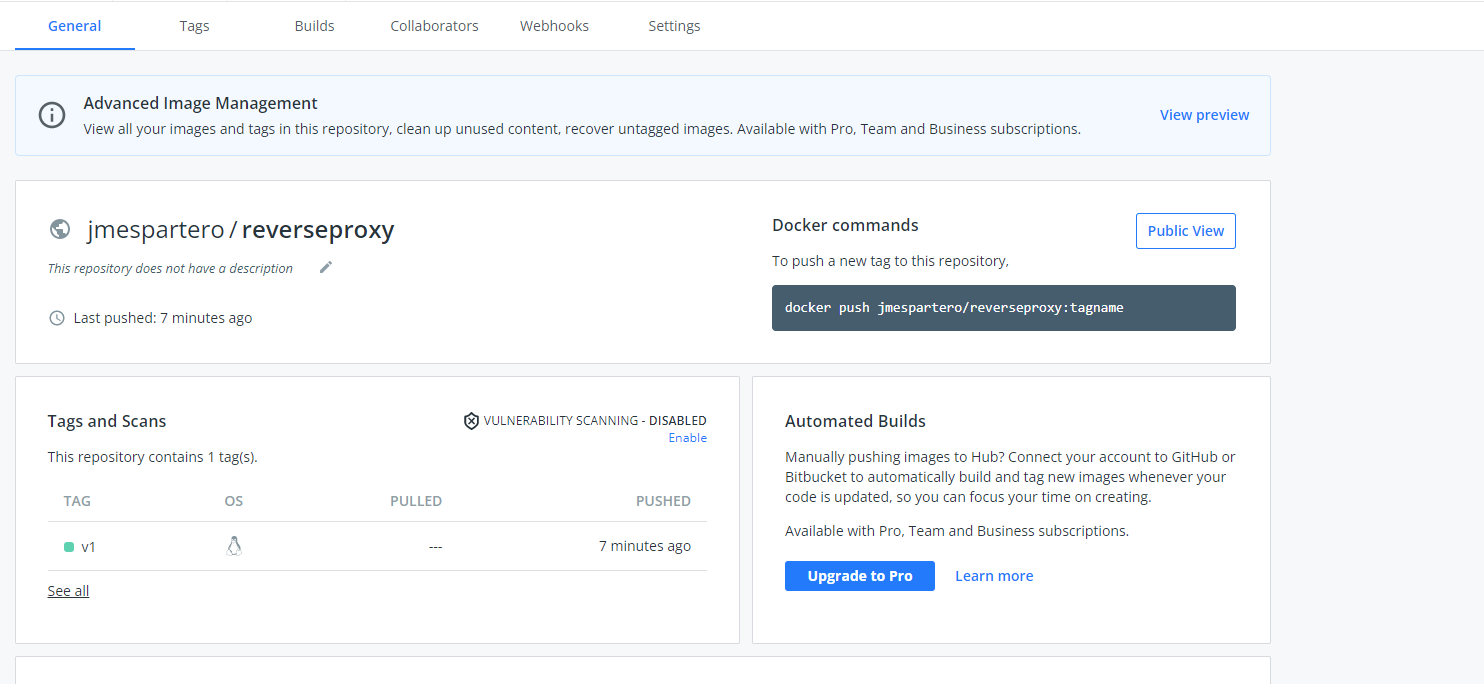 General Tags Builds Collaborators Webhooks Settings
Advanced Image Management
View all your images and tags in this repository, clean up unused content, recover untagged images. Available with Pro, Team and Business subscriptions.
View preview
jmespartero / reverseproxy
This repository does not have a description
Last pushed: 7 minutes ago
Docker commands
Public View
To push a new tag to this repository,
docker push jmespartero/reverseproxy:tagname
Tags and Scans
VULNERABILITY SCANNING - DISABLED
Enable
This repository contains 1 tag(s).
TAG OS PULLED PUSHED
v1 --- 7 minutes ago
See all
Automated Builds
Manually pushing images to Hub? Connect your account to GitHub or
Bitbucket to automatically build and tag new images whenever your
code is updated, so you can focus your time on creating.
Available with Pro, Team and Business subscriptions.
Upgrade to Pro Learn more